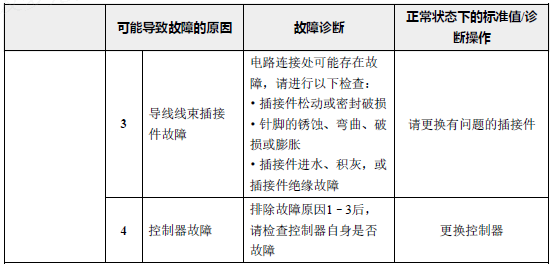 可能导致故障的原因
故障诊断
正常状态下的标准值/诊
断操作
3
导线线束插接
件故障
电路连接处可能存在故
障，请进行以下检查：
•插接件松动或密封破损
•针脚的锈蚀、弯曲、破
损或膨胀
•插接件进水、积灰，或
插接件绝缘故障
请更换有问题的插接件
4
控制器故障
排除故障原因1－3后，
请检查控制器自身是否
故障
更换控制器